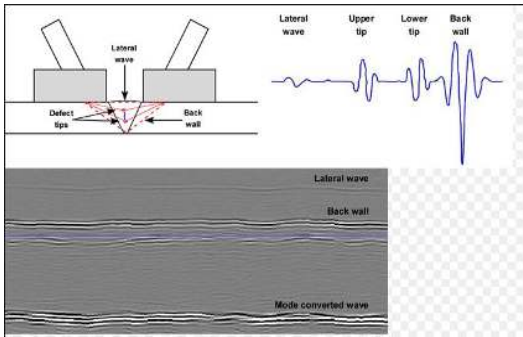 Lateral
wave
Defect
tips
Back
wall
Lateral
wave
Upper
tip
Lower
tip
Back
wall
Lateral wave
Back wall
Mode converted wave